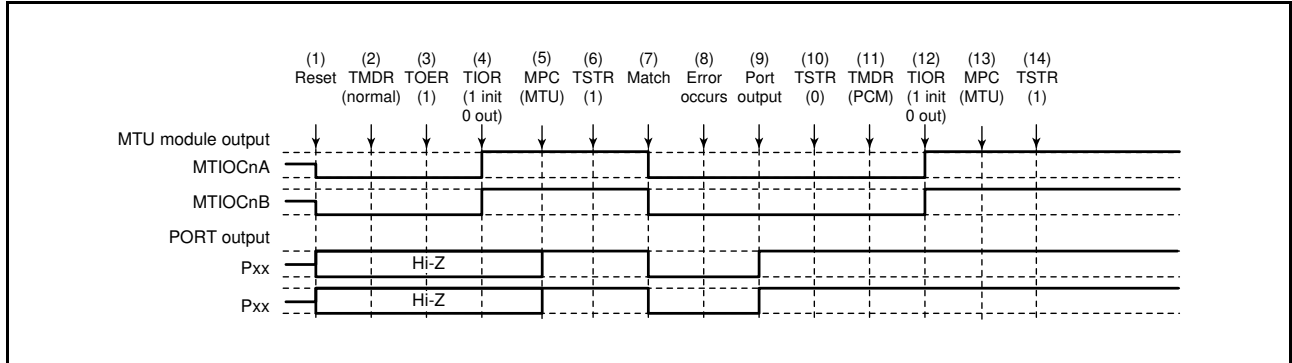 (1) (2) (3) (4) (5) (6) (7) (8) (9) (10) (11) (12) (13) (14)
Reset TMDR TOER TIOR MPC TSTR Match Error Port TSTR TMDR TIOR MPC TSTR
(normal) (1) (1 init (MTU) (1) occurs output (0) (PCM) (1 init (MTU) (1)
0 out) 0 out)
MTU module output
MTIOCnA
MTIOCnB
PORT output
Pxx Hi-Z
Pxx Hi-Z